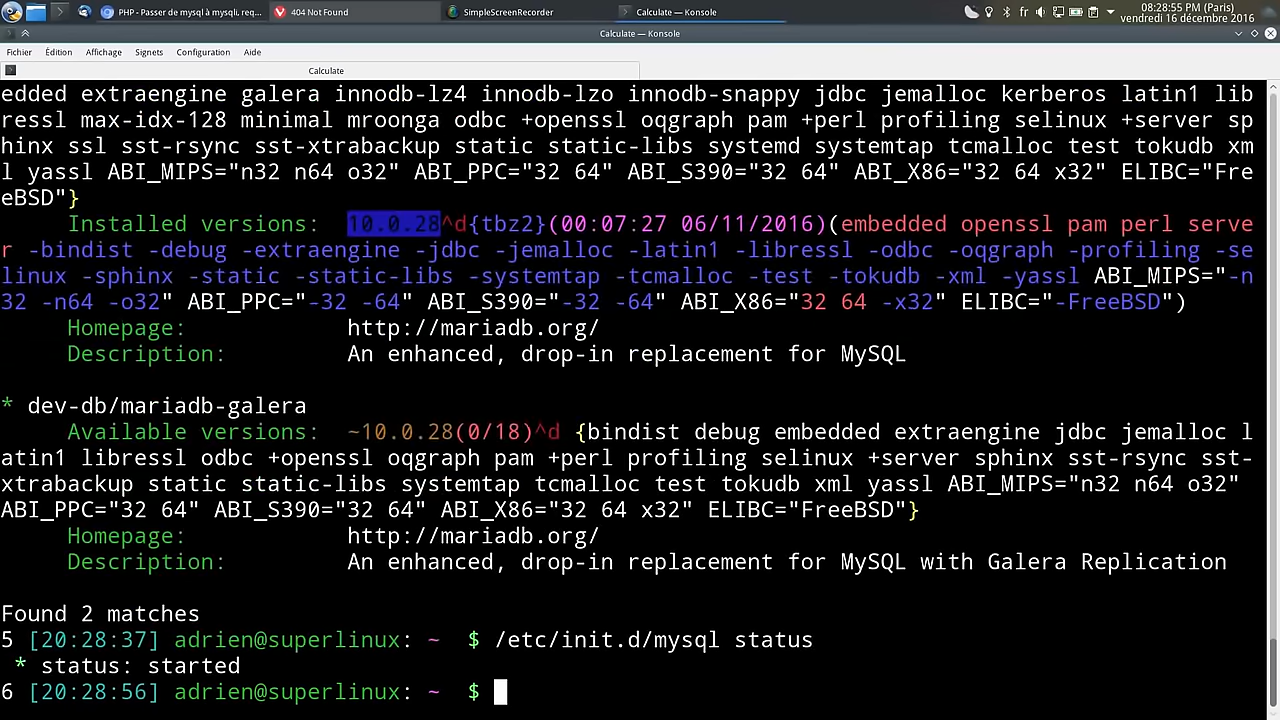 PHP - Passer de mysql à mysqli, req...
404 Not Found
SimpleScreenRecorder
Calculate — Konsole
fr
08:28:55 PM (Paris)
vendredi 16 décembre 2016
Calculate — Konsole
Fichier Édition Affichage Signets Configuration Aide
Calculate
edded extraengine galera innodb-lz4 innodb-lzo innodb-snappy jdbc jemalloc kerberos latin1 lib
ressl max-idx-128 minimal mroonga odbc +openssl oqgraph pam +perl profiling selinux +server sp
hinx ssl sst-rsync sst-xtrabackup static static-libs systemd systemtap tcmalloc test tokudb xm
l yassl ABI_MIPS="n32 n64 o32" ABI_PPC="32 64" ABI_S390="32 64" ABI_X86="32 64 x32" ELIBC="Fre
eBSD"}
Installed versions: 10.0.28^d{tbz2}(00:07:27 06/11/2016)(embedded openssl pam perl serve
r -bindist -debug -extraengine -jdbc -jemalloc -latin1 -libressl -odbc -oqgraph -profiling -se
linux -sphinx -static -static-libs -systemtap -tcmalloc -test -tokudb -xml -yassl ABI_MIPS="-n
32 -n64 -o32" ABI_PPC="-32 -64" ABI_S390="-32 -64" ABI_X86="32 64 -x32" ELIBC="-FreeBSD")
Homepage: http://mariadb.org/
Description: An enhanced, drop-in replacement for MySQL
* dev-db/mariadb-galera
Available versions: ~10.0.28(0/18)^d {bindist debug embedded extraengine jdbc jemalloc l
atin1 libressl odbc +openssl oqgraph pam +perl profiling selinux +server sphinx sst-rsync sst-
xtrabackup static static-libs systemtap tcmalloc test tokudb xml yassl ABI_MIPS="n32 n64 o32"
ABI_PPC="32 64" ABI_S390="32 64" ABI_X86="32 64 x32" ELIBC="FreeBSD"}
Homepage: http://mariadb.org/
Description: An enhanced, drop-in replacement for MySQL with Galera Replication
Found 2 matches
5 [20:28:37] adrien@superlinux: ~ $ /etc/init.d/mysql status
* status: started
6 [20:28:56] adrien@superlinux: ~ $